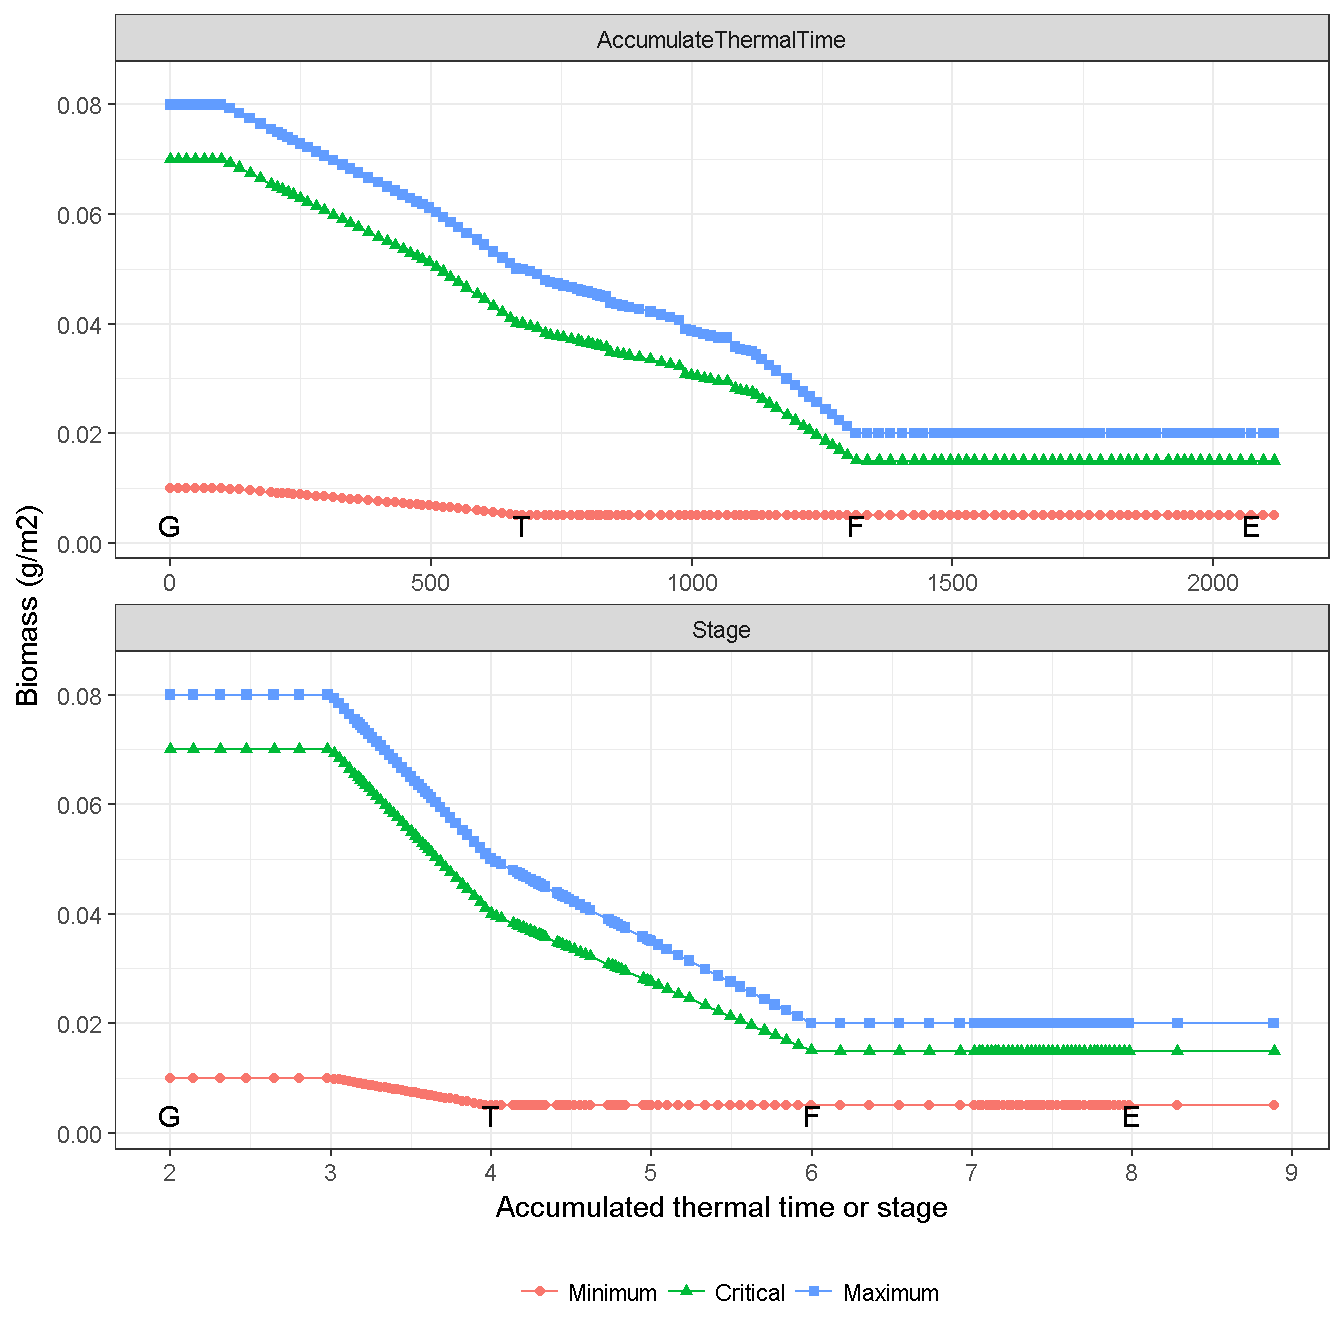 AccumulateThermalTime
0.08
0.06
0.04
0.02
0.00
G T F E
0 500 1000 1500 2000
Biomass (g/m2)
Stage
0.08
0.06
0.04
0.02
0.00
G T F E
2 3 4 5 6 7 8 9
Accumulated thermal time or stage
Minimum Critical Maximum